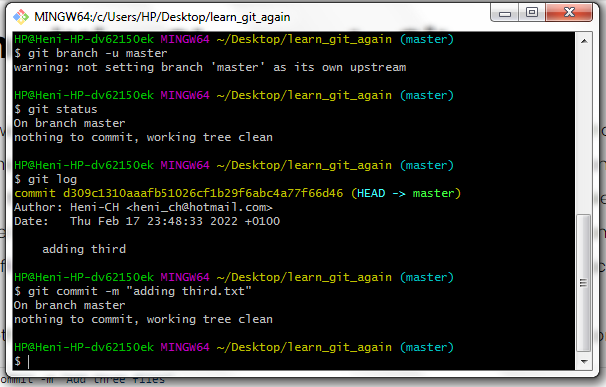 MINGW64:/c/Users/HP/Desktop/learn_git_again
HP@Heni-HP-dv62150ek MINGW64 ~/Desktop/learn_git_again (master)
$ git branch -u master
warning: not setting branch 'master' as its own upstream
HP@Heni-HP-dv62150ek MINGW64 ~/Desktop/learn_git_again (master)
$ git status
On branch master
nothing to commit, working tree clean
HP@Heni-HP-dv62150ek MINGW64 ~/Desktop/learn_git_again (master)
$ git log
commit d309c1310aaafb51026cf1b29f6abc4a77f66d46 (HEAD -> master)
Author: Heni-CH <heni_ch@hotmail.com>
Date:   Thu Feb 17 23:48:33 2022 +0100
    adding third
HP@Heni-HP-dv62150ek MINGW64 ~/Desktop/learn_git_again (master)
$ git commit -m "adding third.txt"
On branch master
nothing to commit, working tree clean
HP@Heni-HP-dv62150ek MINGW64 ~/Desktop/learn_git_again (master)
$
ommit -m "Add three files